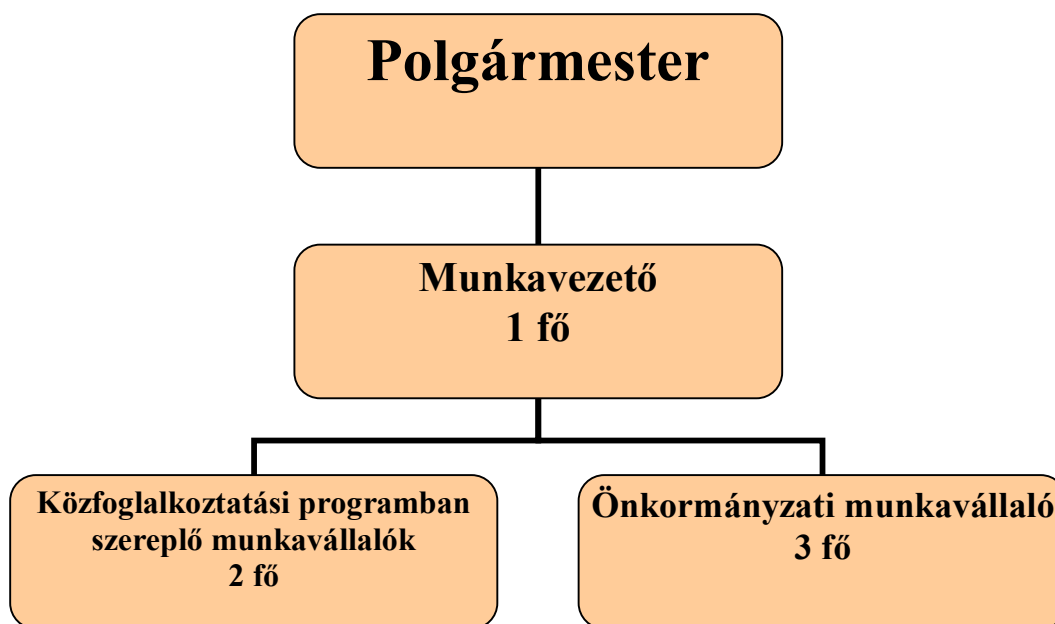 Polgármester
Munkavezető
1 fő
Közfoglalkoztatási programban
szereplő munkavállalók
2 fő
Önkormányzati munkavállaló
3 fő